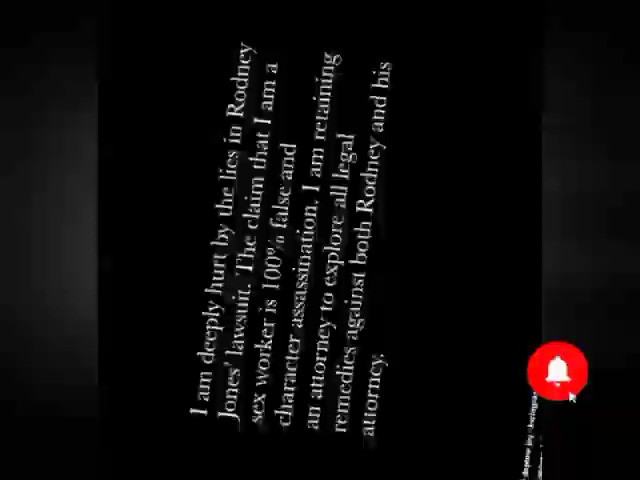 I am deeply hurt by the lies in Rodney
Jones' lawsuit. The claim that I am a
sex worker is 100% false and
character assassination. I am retaining
an attorney to explore all legal
remedies against both Rodney and his
attorney.